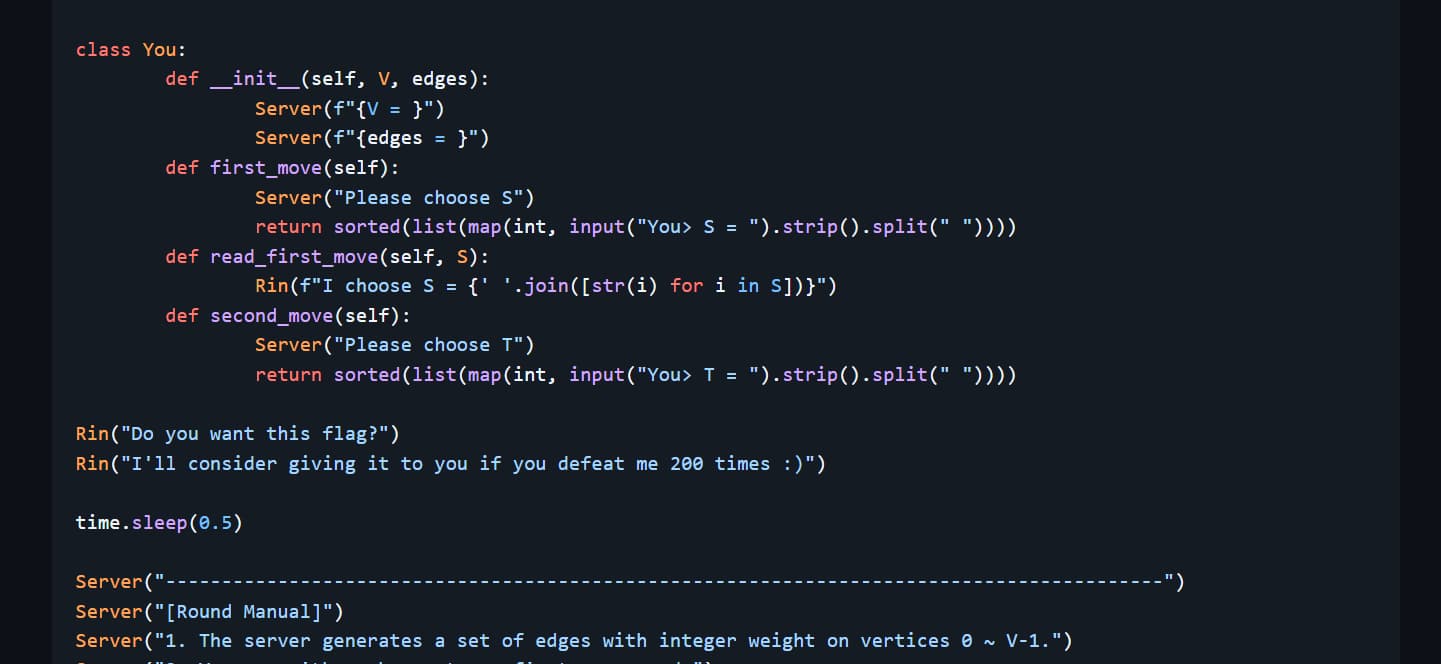 class You:
        def __init__(self, V, edges):
                Server(f"{V = }")
                Server(f"{edges = }")
        def first_move(self):
                Server("Please choose S")
                return sorted(list(map(int, input("You> S = ").strip().split(" "))))
        def read_first_move(self, S):
                Rin(f"I choose S = {' '.join([str(i) for i in S])}")
        def second_move(self):
                Server("Please choose T")
                return sorted(list(map(int, input("You> T = ").strip().split(" "))))
Rin("Do you want this flag?")
Rin("I'll consider giving it to you if you defeat me 200 times :)")
time.sleep(0.5)
Server("-----------------------------------------------------------------------------------------")
Server("[Round Manual]")
Server("1. The server generates a set of edges with integer weight on vertices 0 ~ V-1.")